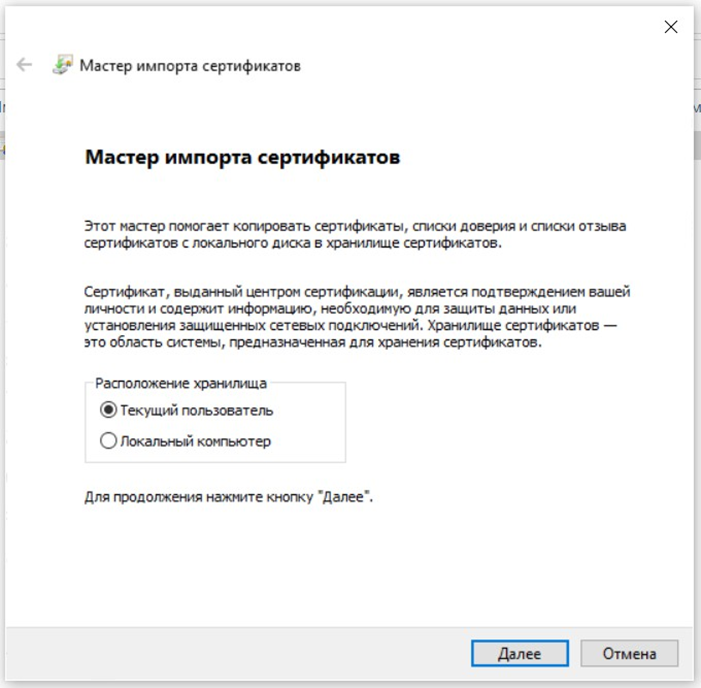 Мастер импорта сертификатов
Мастер импорта сертификатов
Этот мастер помогает копировать сертификаты, списки доверия и списки отзыва
сертификатов с локального диска в хранилище сертификатов.
Сертификат, выданный центром сертификации, является подтверждением вашей
личности и содержит информацию, необходимую для защиты данных или
установления защищенных сетевых подключений. Хранилище сертификатов —
это область системы, предназначенная для хранения сертификатов.
Расположение хранилища
Текущий пользователь
Локальный компьютер
Для продолжения нажмите кнопку "Далее".
Далее
Отмена